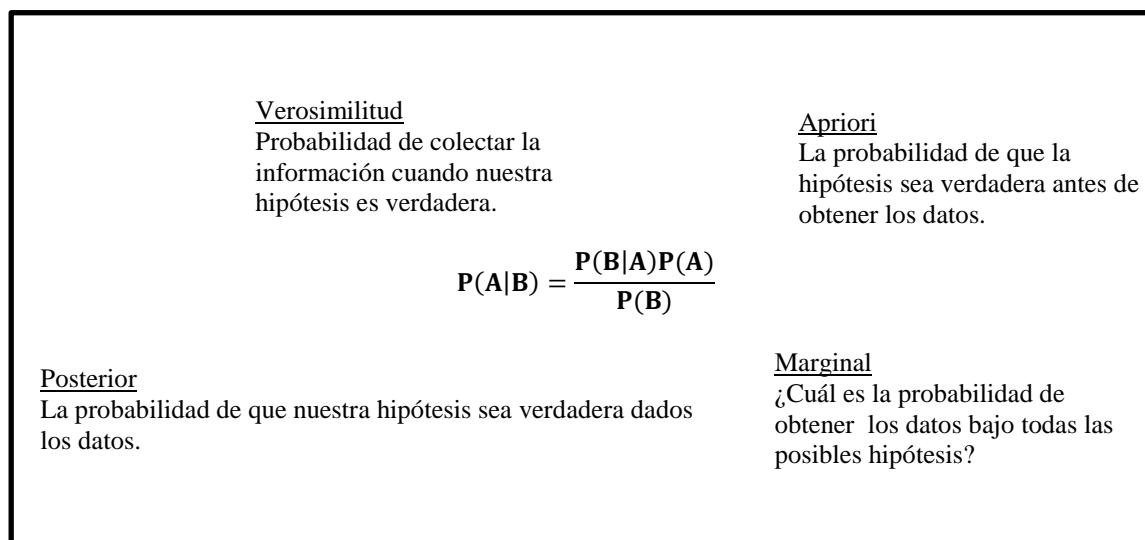 Verosimilitud
Probabilidad de colectar la
información cuando nuestra
hipótesis es verdadera.
Apriori
La probabilidad de que la
hipótesis sea verdadera antes de
obtener los datos.
P(A|B) = P(B|A)P(A) / P(B)
Posterior
La probabilidad de que nuestra hipótesis sea verdadera dados
los datos.
Marginal
¿Cuál es la probabilidad de
obtener los datos bajo todas las
posibles hipótesis?